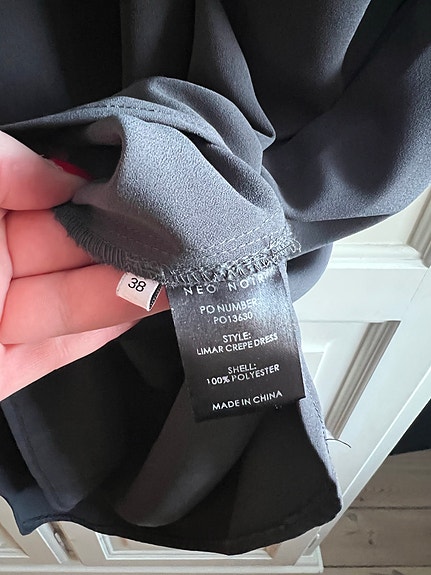 38
NEO NOIR
PO NUMBER
PO13630
STYLE:
LIMAR CREPE DRESS
SHELL:
100% POLYESTER
MADE IN CHINA